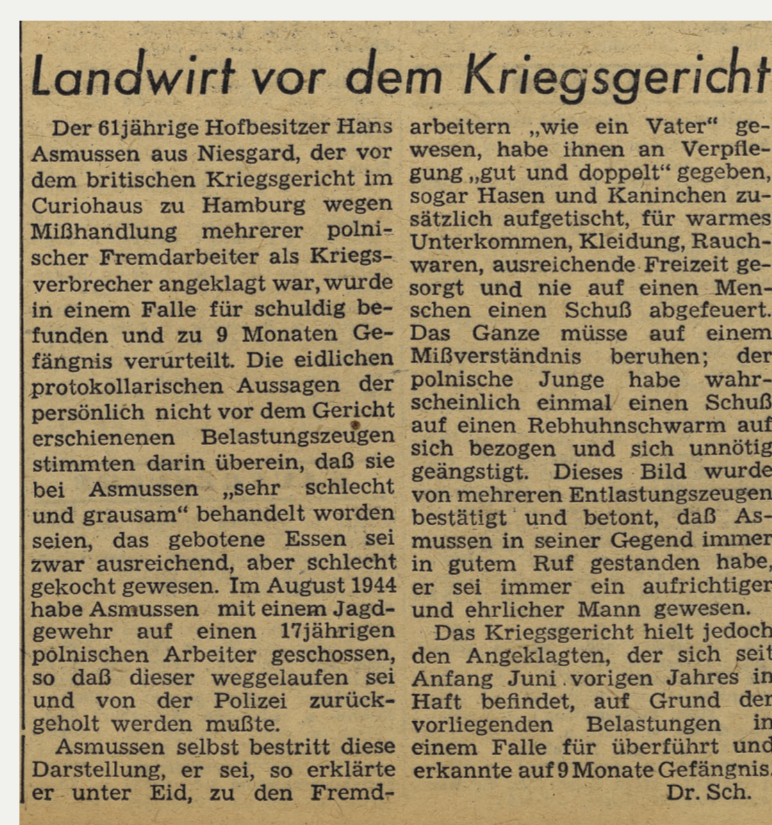 Landwirt vor dem Kriegsgericht
Der 61jährige Hofbesitzer Hans
Asmussen aus Niesgard, der vor
dem britischen Kriegsgericht im
Curiohaus zu Hamburg wegen
Mißhandlung mehrerer polni-
scher Fremdarbeiter als Kriegs-
verbrecher angeklagt war, wurde
in einem Falle für schuldig be-
funden und zu 9 Monaten Ge-
fängnis verurteilt. Die eidlichen
protokollarischen Aussagen der
persönlich nicht vor dem Gericht
erschienenen Belastungszeugen
stimmten darin überein, daß sie
bei Asmussen „sehr schlecht
und grausam“ behandelt worden
seien, das gebotene Essen sei
zwar ausreichend, aber schlecht
gekocht gewesen. Im August 1944
habe Asmussen mit einem Jagd-
gewehr auf einen 17jährigen
polnischen Arbeiter geschossen,
so daß dieser weggelaufen sei
und von der Polizei zurück-
geholt werden mußte.
Asmussen selbst bestritt diese
Darstellung, er sei, so erklärte
er unter Eid, zu den Fremd-
arbeitern „wie ein Vater“ ge-
wesen, habe ihnen an Verpfle-
gung „gut und doppelt“ gegeben,
sogar Hasen und Kaninchen zu-
sätzlich aufgetischt, für warmes
Unterkommen, Kleidung, Rauch-
waren, ausreichende Freizeit ge-
sorgt und nie auf einen Men-
schen einen Schuß abgefeuert.
Das Ganze müsse auf einem
Mißverständnis beruhen; der
polnische Junge habe wahr-
scheinlich einmal einen Schuß
auf einen Rebhuhnschwarm auf
sich bezogen und sich unnötig
geängstigt. Dieses Bild wurde
von mehreren Entlastungszeugen
bestätigt und betont, daß As-
mussen in seiner Gegend immer
in gutem Ruf gestanden habe,
er sei immer ein aufrichtiger
und ehrlicher Mann gewesen.
Das Kriegsgericht hielt jedoch
den Angeklagten, der sich seit
Anfang Juni vorigen Jahres in
Haft befindet, auf Grund der
vorliegenden Belastungen in
einem Falle für überführt und
erkannte auf 9 Monate Gefängnis.
Dr. Sch.